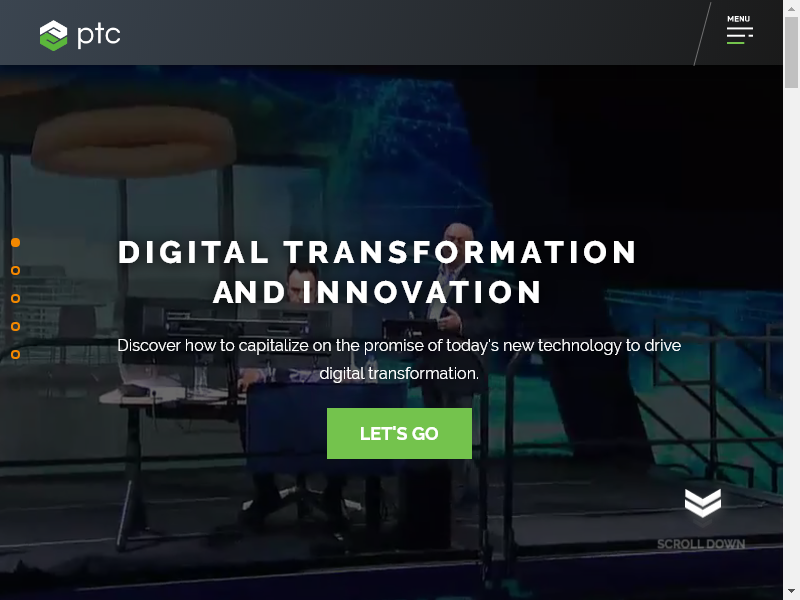 ptc
MENU
DIGITAL TRANSFORMATION
AND INNOVATION
Discover how to capitalize on the promise of today's new technology to drive
digital transformation.
LET'S GO
SCROLL DOWN